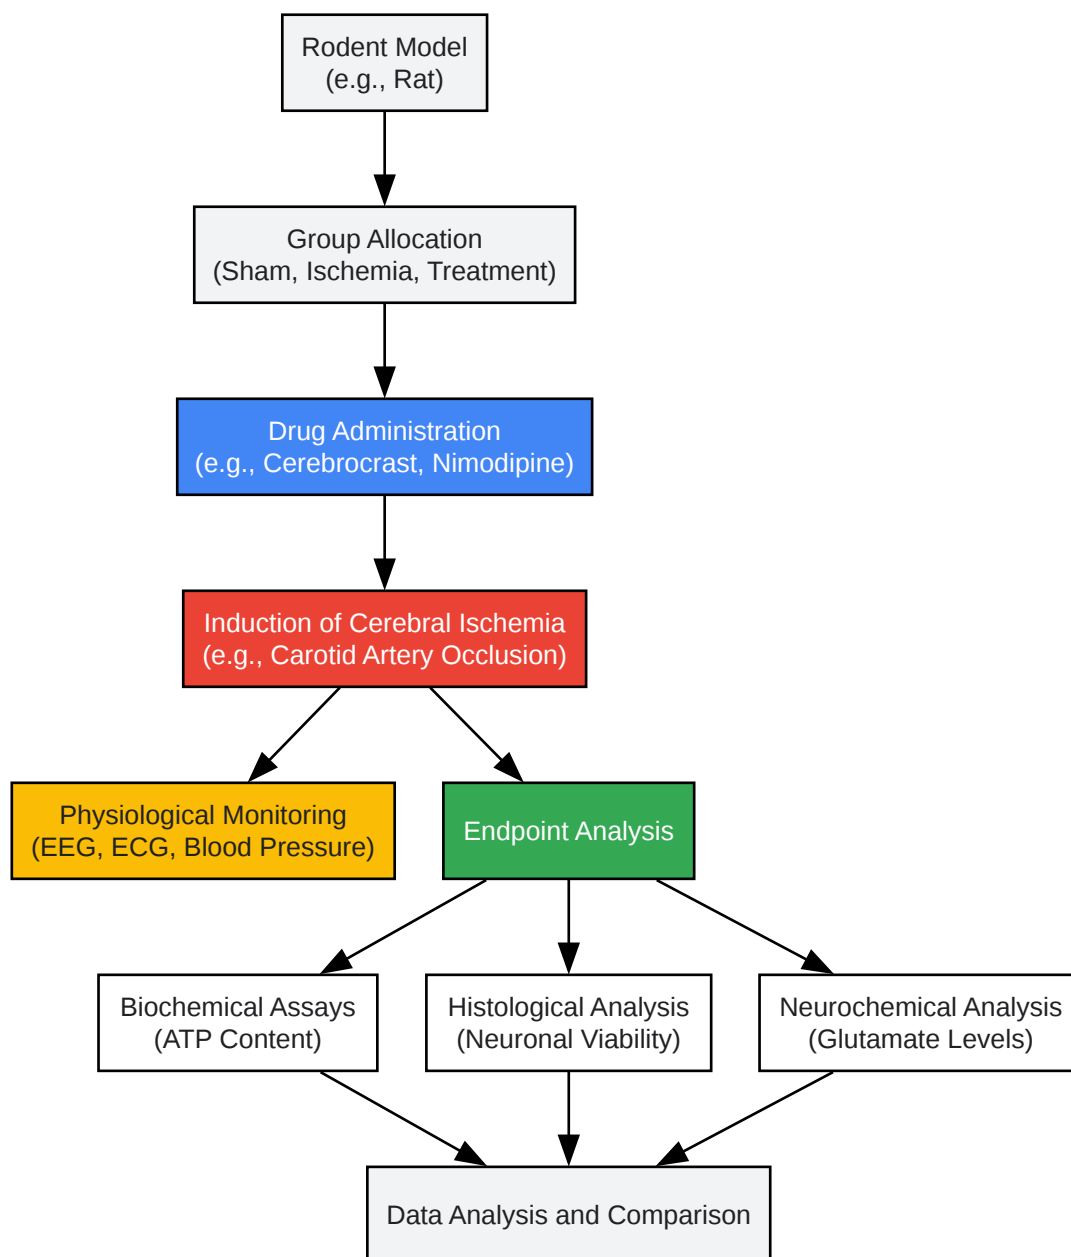 Rodent Model
(e.g., Rat)
Group Allocation
(Sham, Ischemia, Treatment)
Drug Administration
(e.g., Cerebrocrast, Nimodipine)
Induction of Cerebral Ischemia
(e.g., Carotid Artery Occlusion)
Physiological Monitoring
(EEG, ECG, Blood Pressure)
Endpoint Analysis
Biochemical Assays
(ATP Content)
Histological Analysis
(Neuronal Viability)
Neurochemical Analysis
(Glutamate Levels)
Data Analysis and Comparison